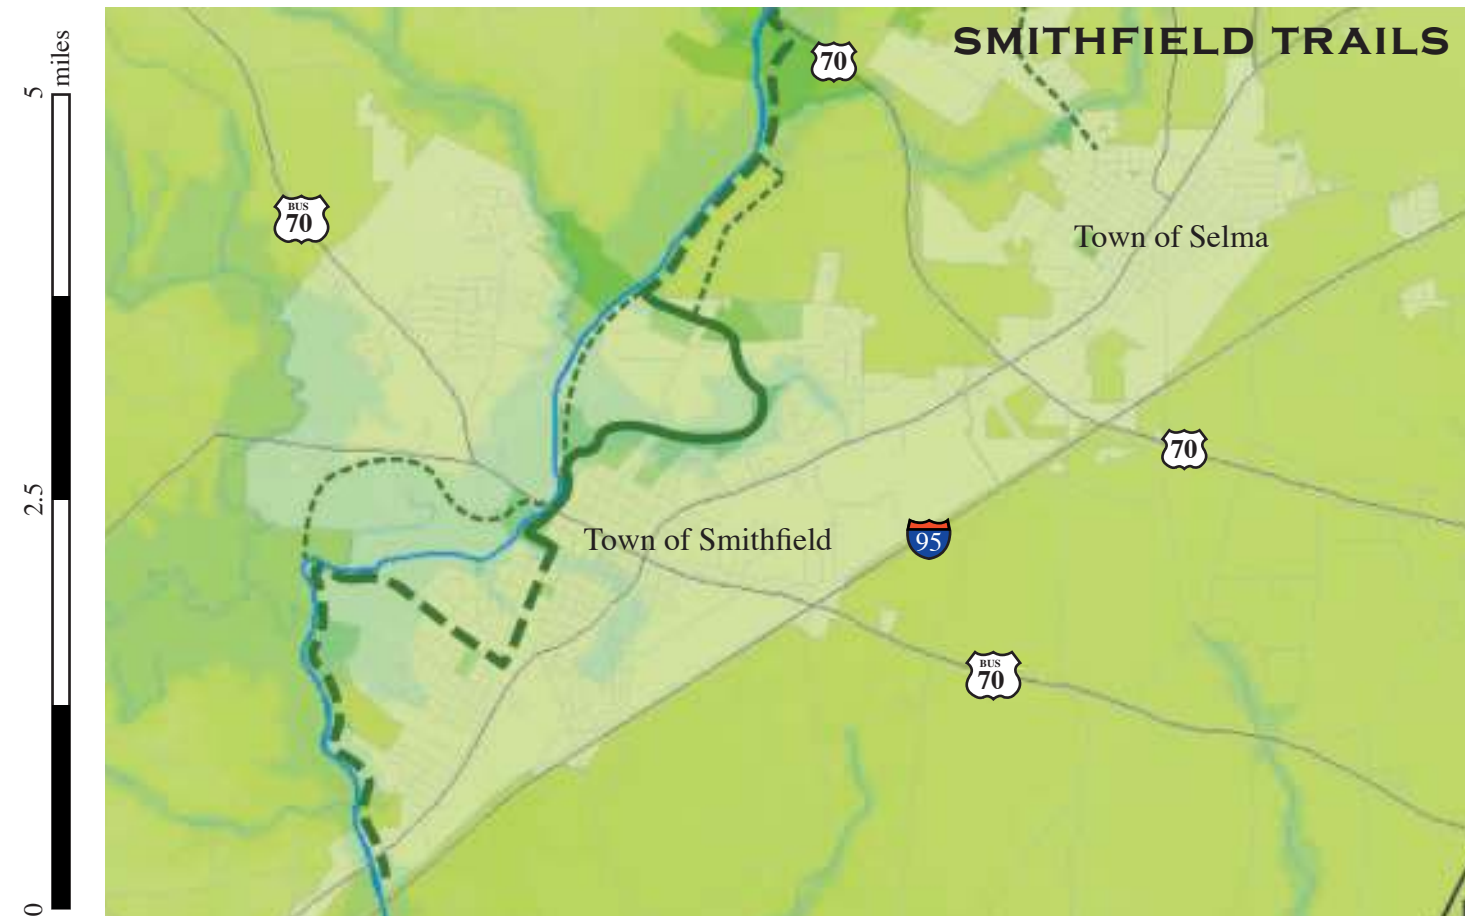 SMITHFIELD TRAILS
5
miles
70
BUS
70
Town of Selma
70
2.5
Town of Smithfield
95
BUS
70
0